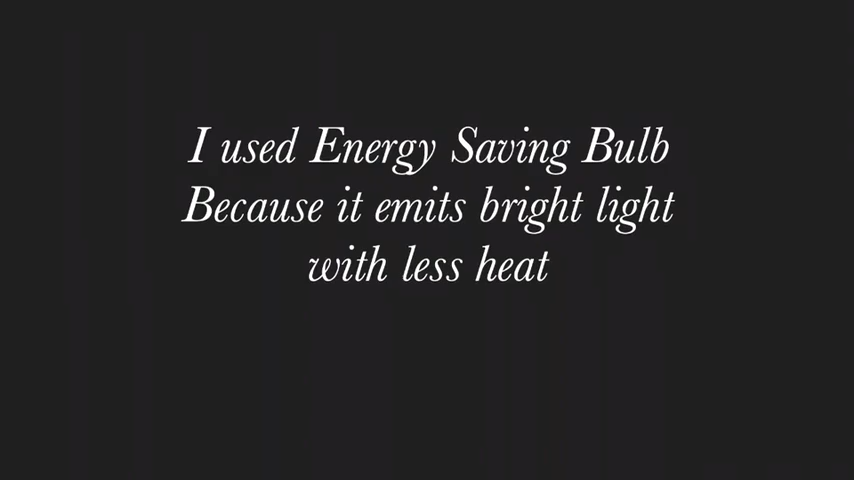 I used Energy Saving Bulb
Because it emits bright light
with less heat